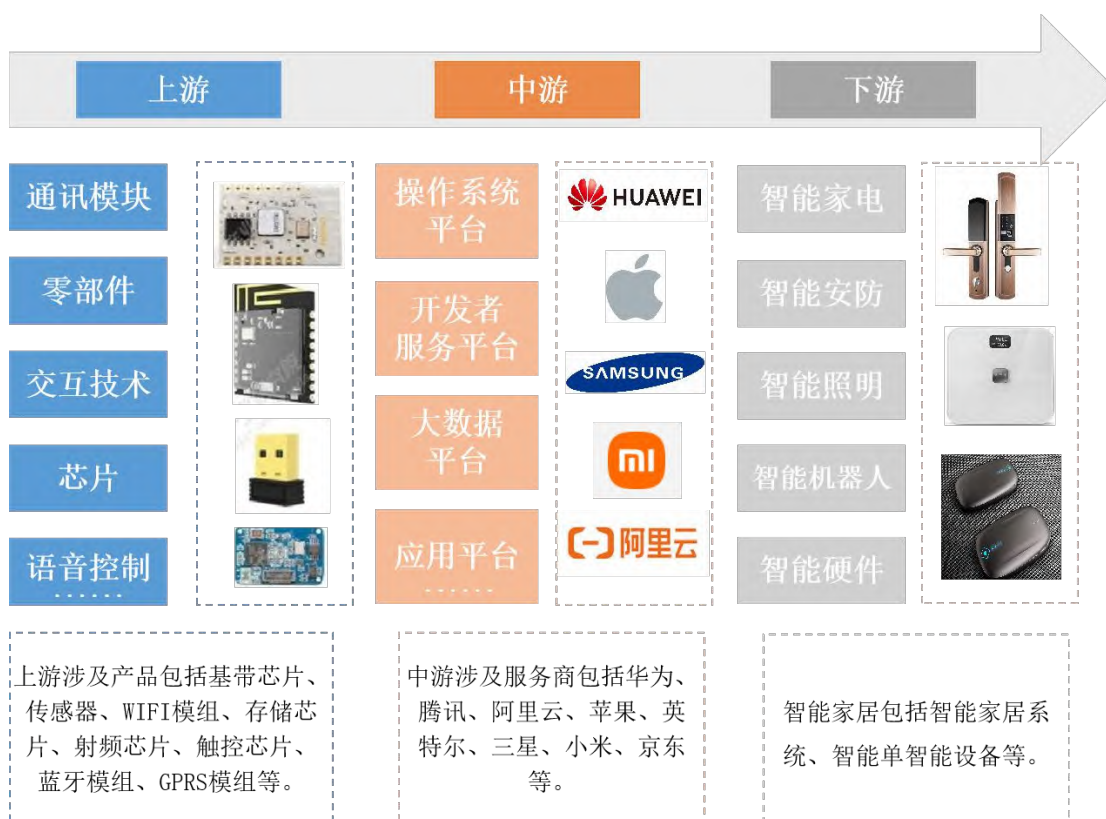 上游
中游
下游
通讯模块
零部件
交互技术
芯片
语音控制
......
操作系统
平台
开发者
服务平台
大数据
平台
应用平台
......
HUAWEI
SAMSUNG
阿里云
智能家电
智能安防
智能照明
智能机器人
智能硬件
上游涉及产品包括基带芯片、
传感器、WIFI模组、存储芯
片、射频芯片、触控芯片、
蓝牙模组、GPRS模组等。
中游涉及服务商包括华为、
腾讯、阿里云、苹果、英
特尔、三星、小米、京东
等。
智能家居包括智能家居系
统、智能单智能设备等。